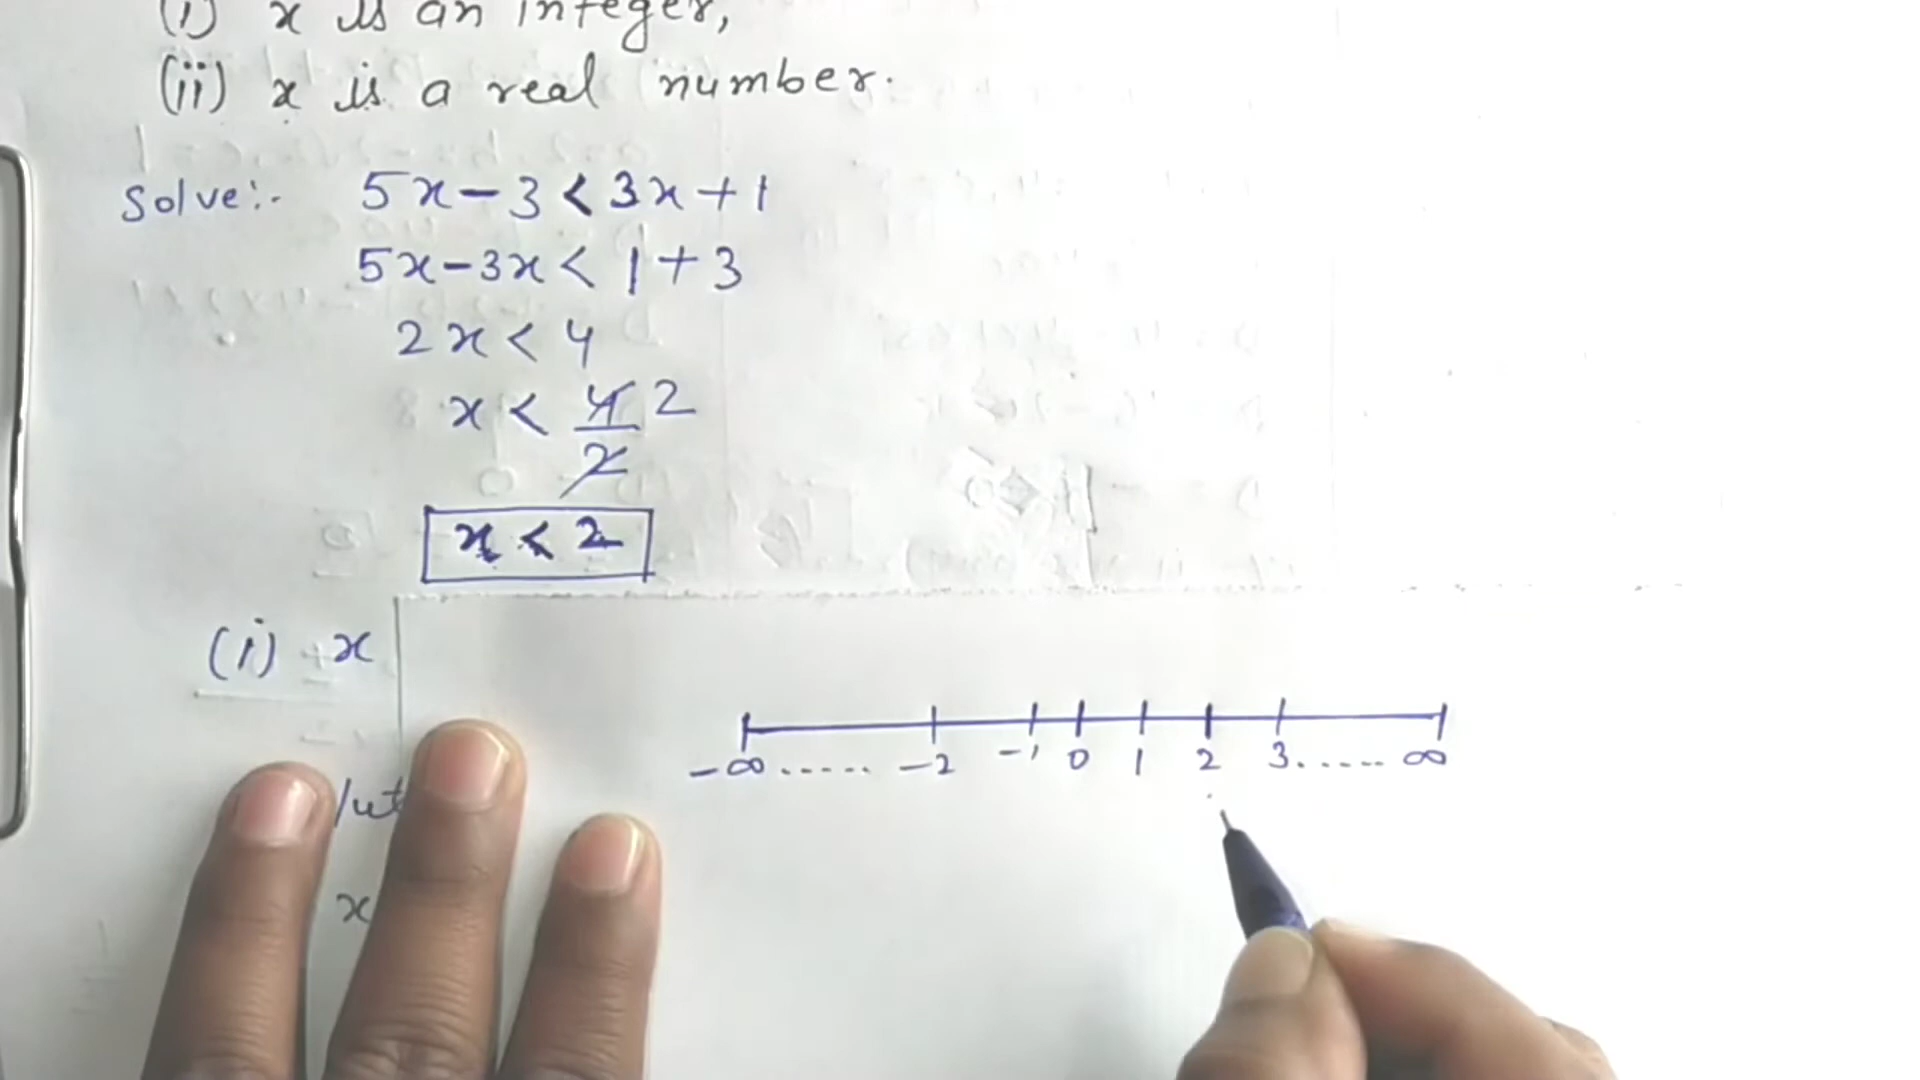 (i) x is an integer,
(ii) x is a real number.
Solve:- 5x-3<3x+1
5x-3x<1+3
2x<4
x<4/2 2
x<2
(i) x
-∞ ..... -2 -1 0 1 2 3 ..... ∞
x